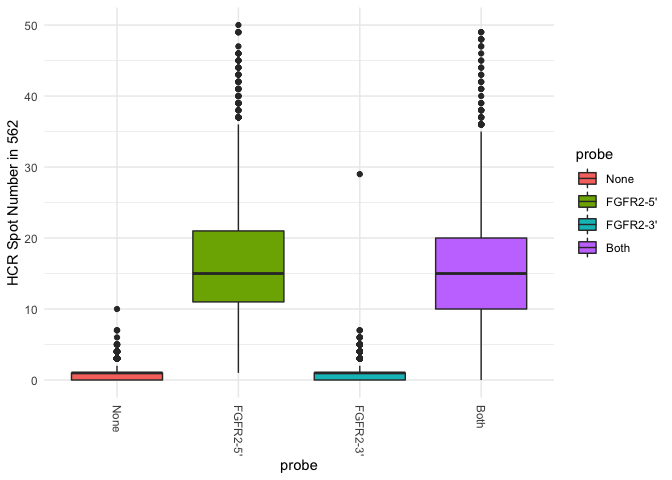 HCR Spot Number in 562
50
40
30
20
10
0
None
FGFR2-5'
FGFR2-3'
Both
probe
probe
None
FGFR2-5'
FGFR2-3'
Both